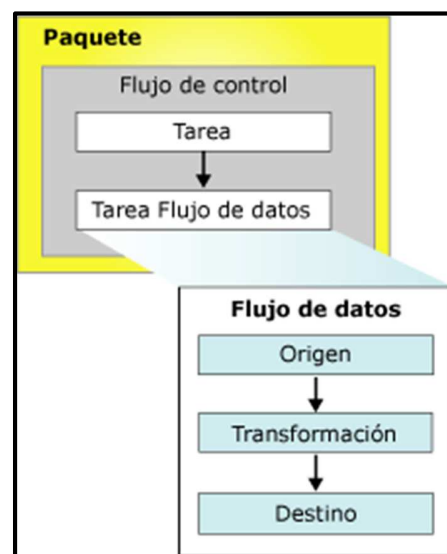 Paquete
Flujo de control
Tarea
Tarea Flujo de datos
Flujo de datos
Origen
Transformación
Destino